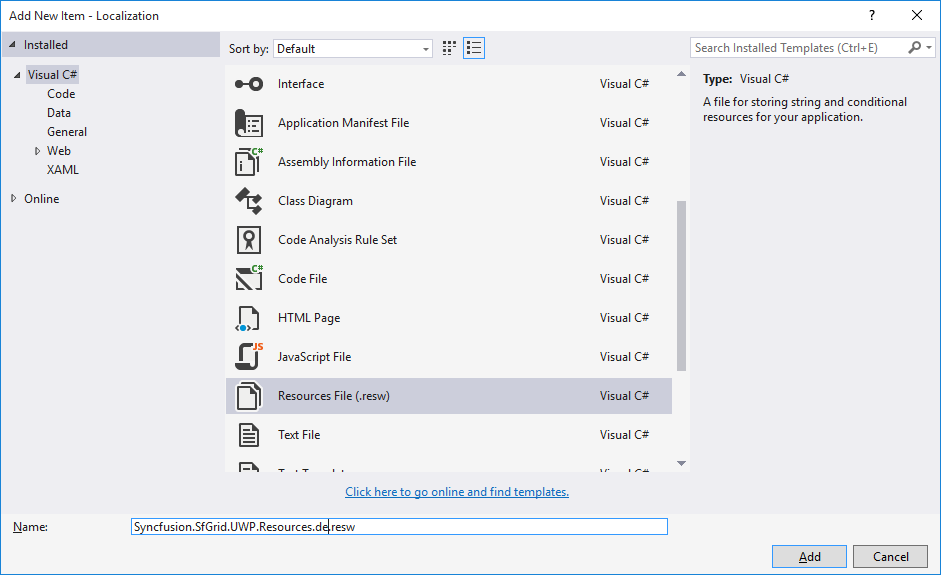 Add New Item - Localization
?
Installed
Sort by: Default
Search Installed Templates (Ctrl+E)
Visual C#
Code
Data
General
Web
XAML
Online
Interface Visual C#
Application Manifest File Visual C#
Assembly Information File Visual C#
Class Diagram Visual C#
Code Analysis Rule Set Visual C#
Code File Visual C#
HTML Page Visual C#
JavaScript File Visual C#
Resources File (.resw) Visual C#
Text File Visual C#
Type: Visual C#
A file for storing string and conditional
resources for your application.
Click here to go online and find templates.
Name: Syncfusion.SfGrid.UWP.Resources.de.resw
Add Cancel